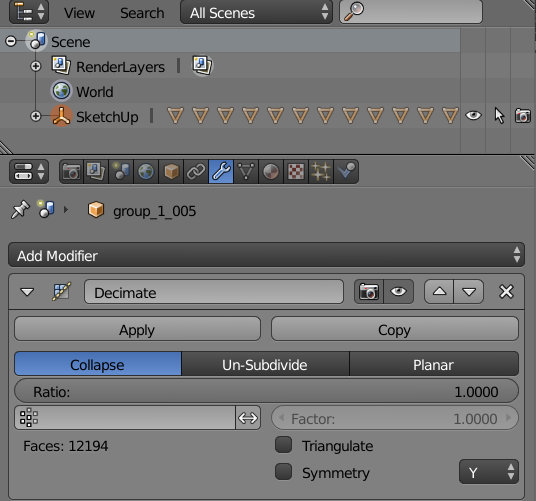 View Search All Scenes
Scene
RenderLayers
World
SketchUp
group_1_005
Add Modifier
Decimate
Apply Copy
Collapse Un-Subdivide Planar
Ratio: 1.0000
Factor: 1.0000
Faces: 12194 Triangulate
Symmetry Y